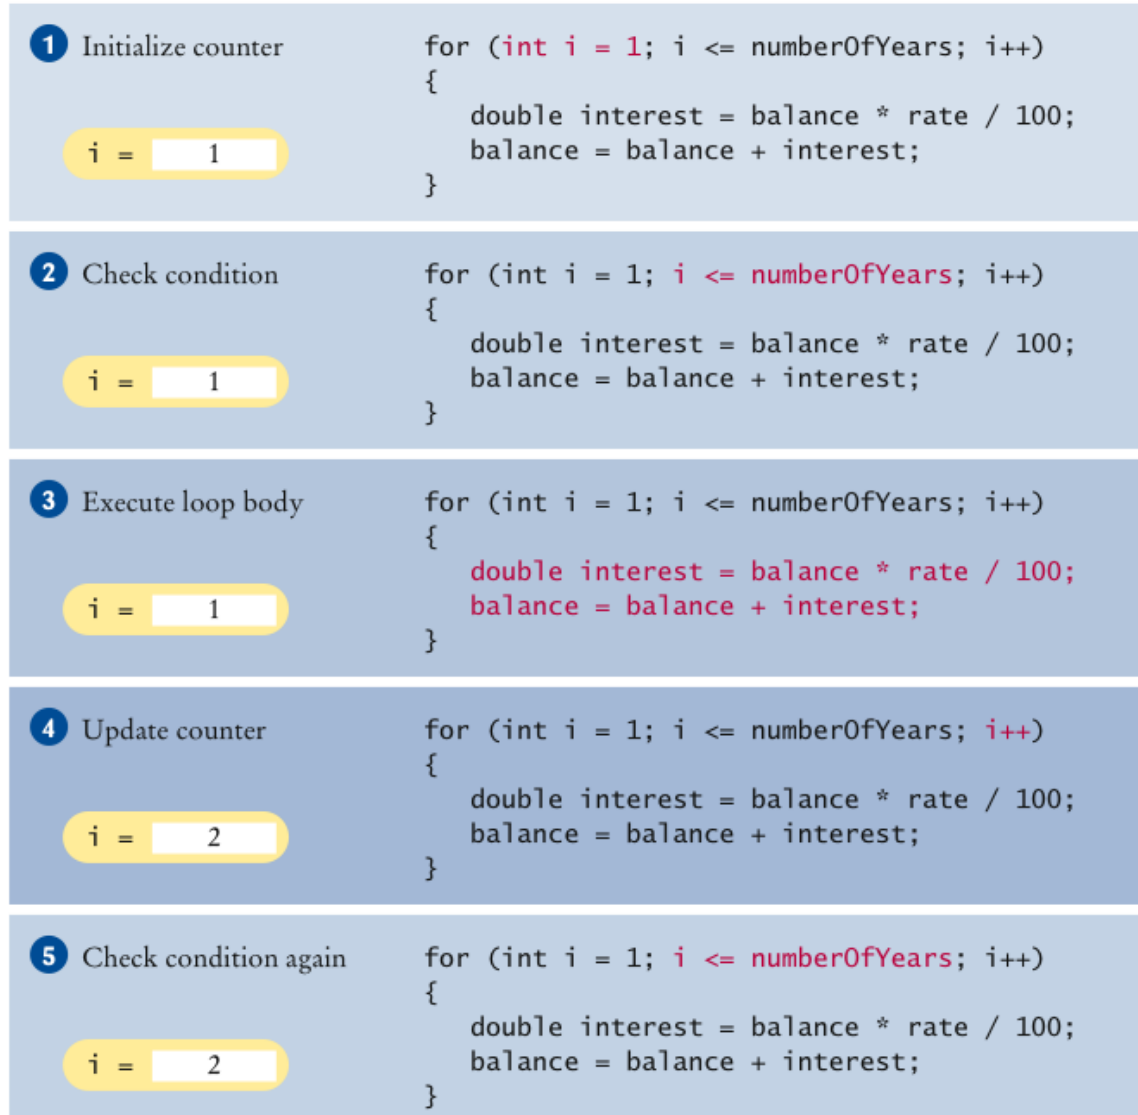 1 Initialize counter
for (int i = 1; i <= numberOfYears; i++)
{
double interest = balance * rate / 100;
balance = balance + interest;
}
i = 1
2 Check condition
for (int i = 1; i <= numberOfYears; i++)
{
double interest = balance * rate / 100;
balance = balance + interest;
}
i = 1
3 Execute loop body
for (int i = 1; i <= numberOfYears; i++)
{
double interest = balance * rate / 100;
balance = balance + interest;
}
i = 1
4 Update counter
for (int i = 1; i <= numberOfYears; i++)
{
double interest = balance * rate / 100;
balance = balance + interest;
}
i = 2
5 Check condition again
for (int i = 1; i <= numberOfYears; i++)
{
double interest = balance * rate / 100;
balance = balance + interest;
}
i = 2